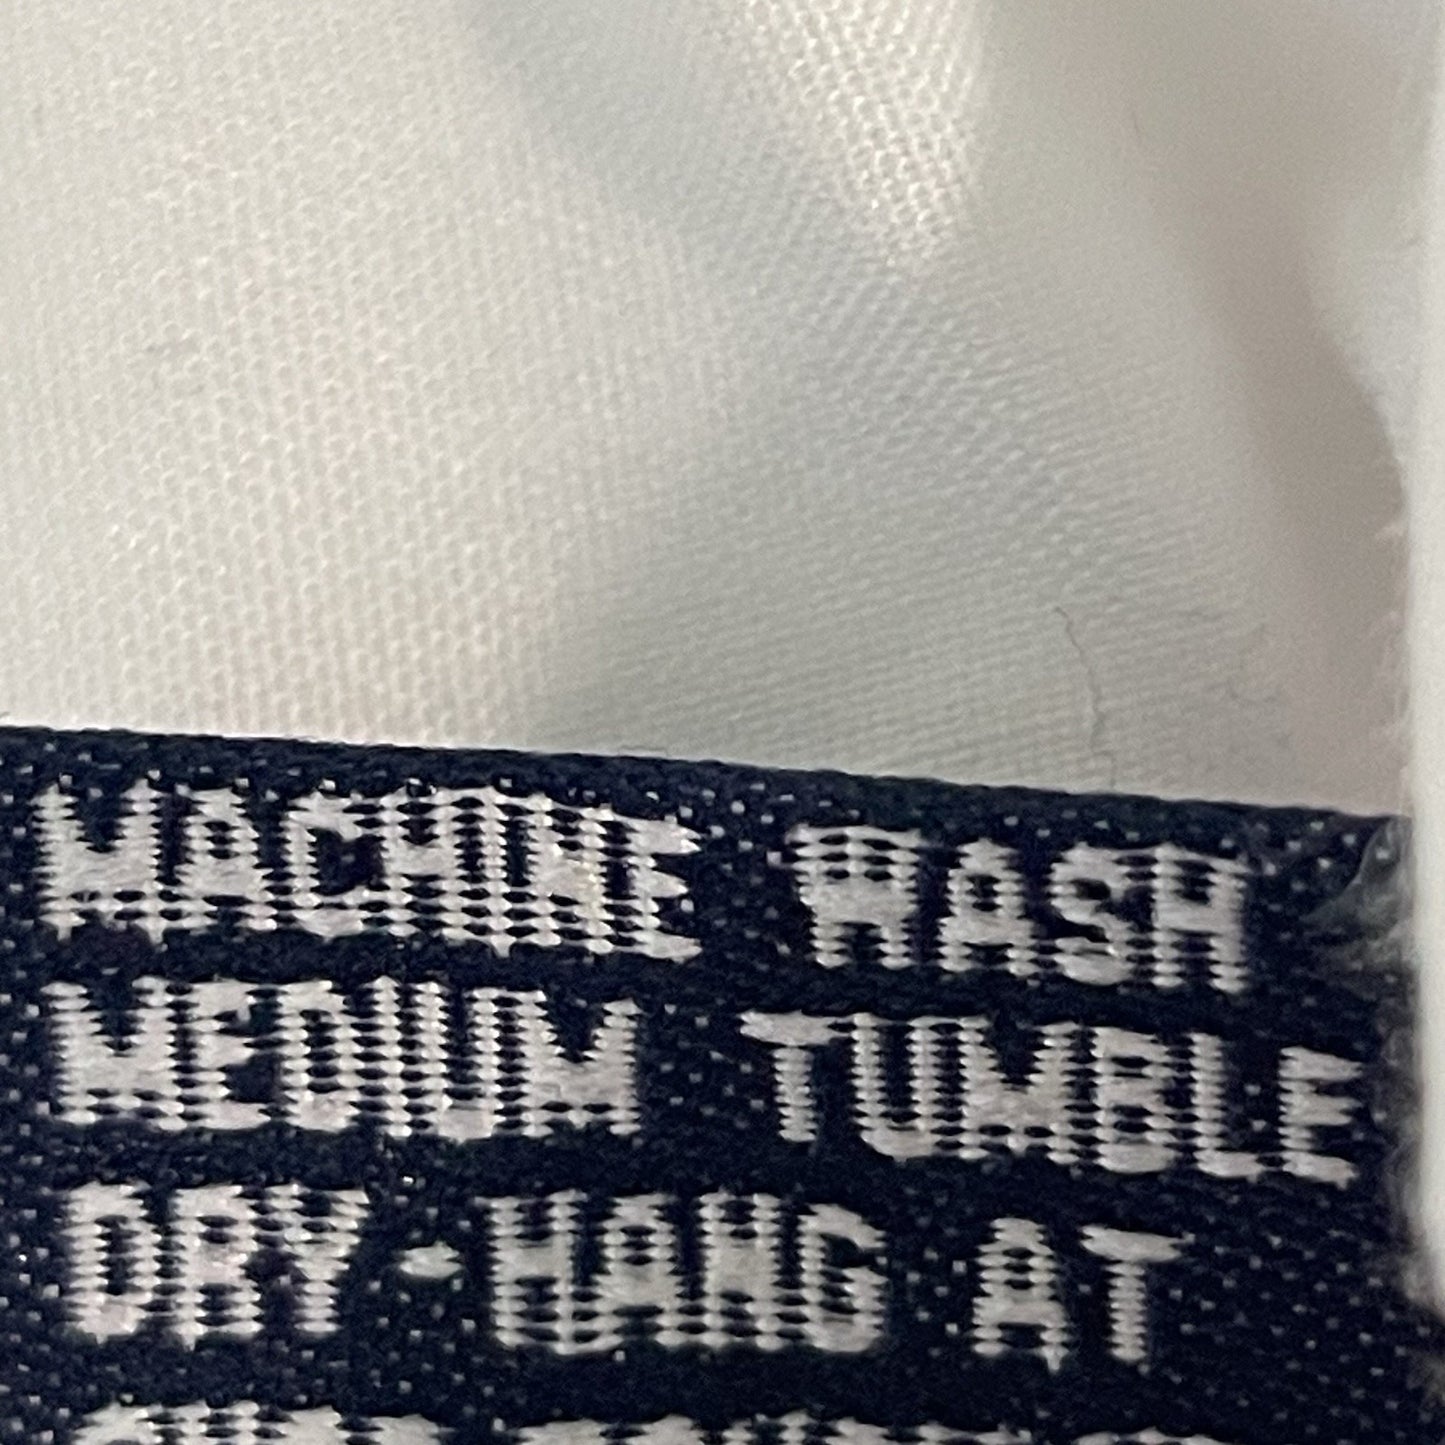 MACHINE WASH
MEDIUM TUMBLE
DRY-HANG AT